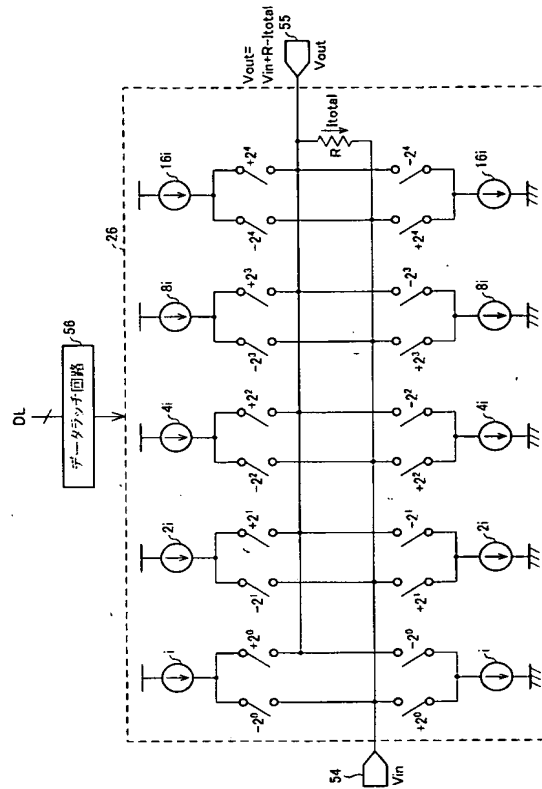 DL
56
データラッチ回路
26
i
2i
4i
8i
16i
-2⁰
+2⁰
-2¹
+2¹
-2²
+2²
-2³
+2³
-2⁴
+2⁴
Vout=
Vin+R-Itotal
55
Vout
R
Itotal
54
Vin
+2⁰
-2⁰
+2¹
-2¹
+2²
-2²
+2³
-2³
+2⁴
-2⁴
i
2i
4i
8i
16i